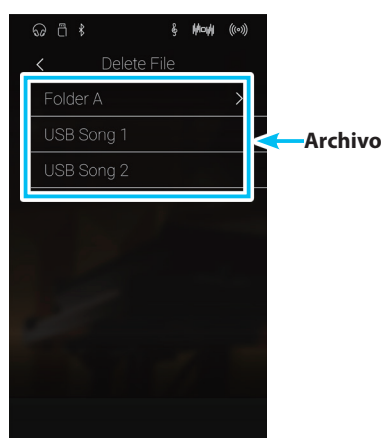 Delete File
Folder A
USB Song 1
Archivo
USB Song 2